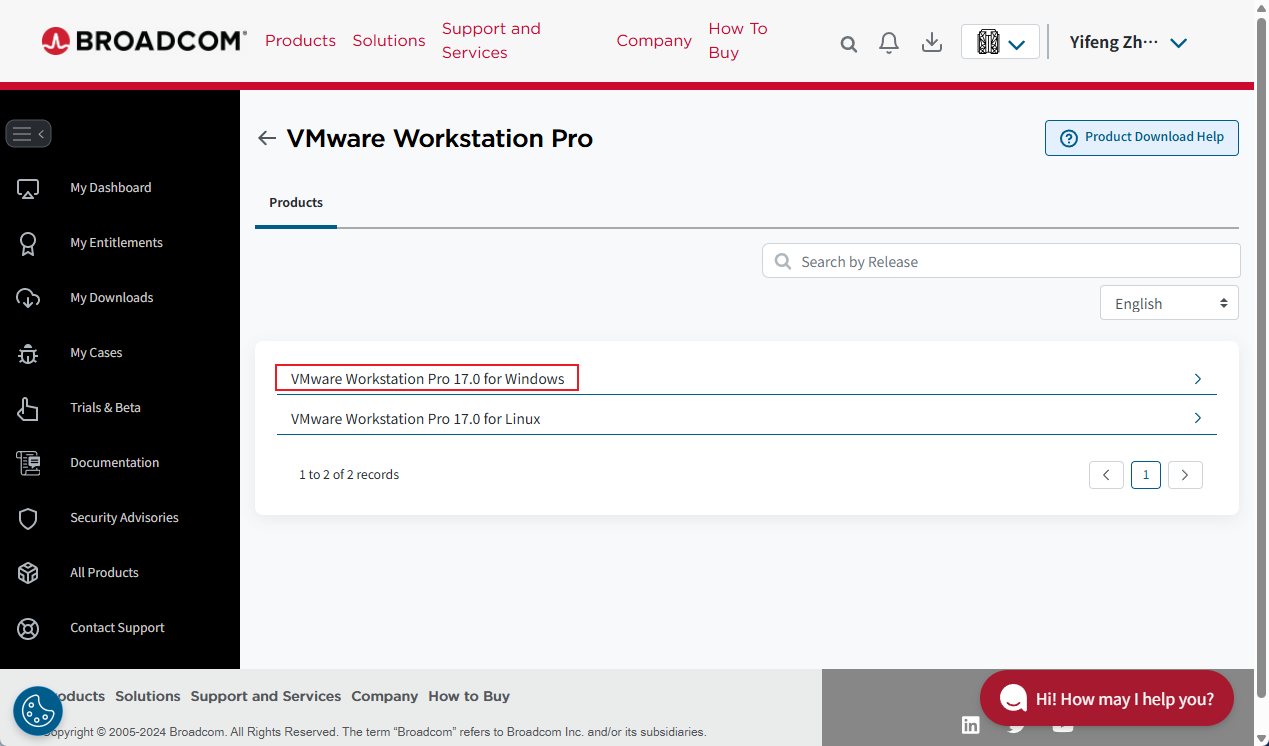 BROADCOM
Products
Solutions
Support and
Services
Company
How To
Buy
Yifeng Zh···
VMware Workstation Pro
Product Download Help
My Dashboard
My Entitlements
My Downloads
My Cases
Trials & Beta
Documentation
Security Advisories
All Products
Contact Support
Products
Search by Release
English
VMware Workstation Pro 17.0 for Windows
VMware Workstation Pro 17.0 for Linux
1 to 2 of 2 records
1
oducts Solutions Support and Services Company How to Buy
opyright © 2005-2024 Broadcom. All Rights Reserved. The term “Broadcom” refers to Broadcom Inc. and/or its subsidiaries.
Hi! How may I help you?
in